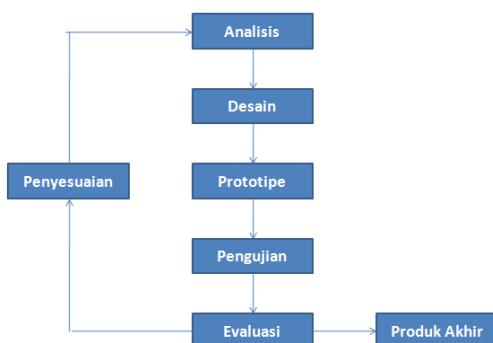 Analisis
Desain
Penyesuaian
Prototipe
Pengujian
Evaluasi
Produk Akhir